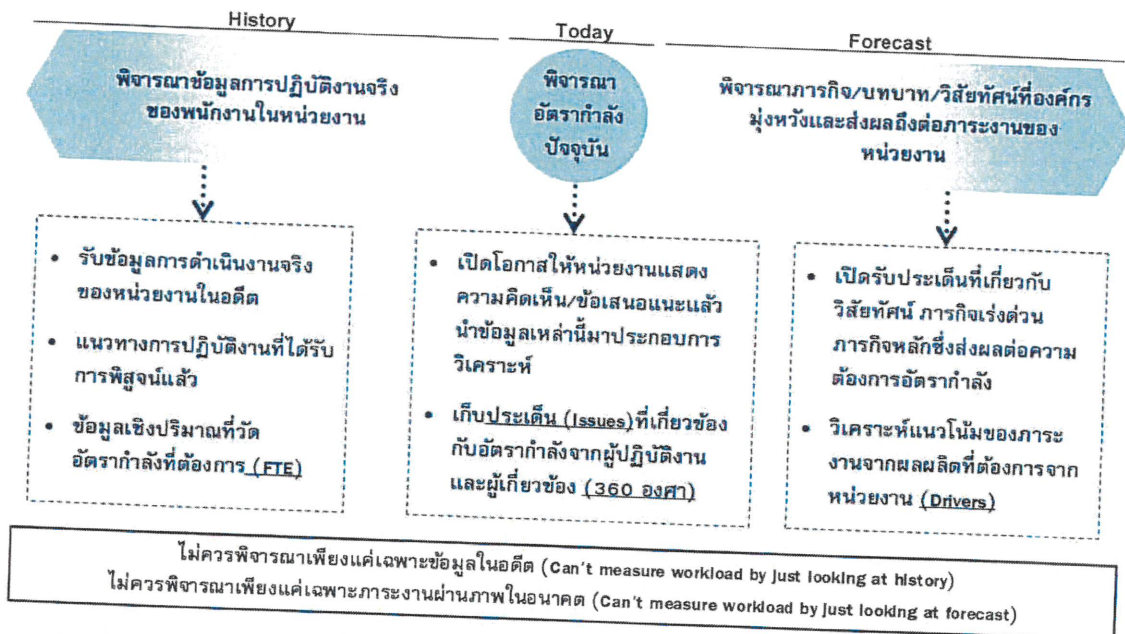 History
Today
Forecast
พิจารณาข้อมูลการปฏิบัติงานจริง
ของพนักงานในหน่วยงาน
พิจารณา
อัตรากำลัง
ปัจจุบัน
พิจารณาภารกิจ/บทบาท/วิสัยทัศน์ที่องค์กร
มุ่งหวังและส่งผลถึงต่อภาระงานของ
หน่วยงาน
• รับข้อมูลการดำเนินงานจริง
ของหน่วยงานในอดีต
• แนวทางการปฏิบัติงานที่ได้รับ
การพิสูจน์แล้ว
• ข้อมูลเชิงปริมาณที่วัด
อัตรากำลังที่ต้องการ (FTE)
• เปิดโอกาสให้หน่วยงานแสดง
ความคิดเห็น/ข้อเสนอแนะแล้ว
นำข้อมูลเหล่านี้มาประกอบการ
วิเคราะห์
• เก็บประเด็น (Issues)ที่เกี่ยวข้อง
กับอัตรากำลังจากผู้ปฏิบัติงาน
และผู้เกี่ยวข้อง (360 องศา)
• เปิดรับประเด็นที่เกี่ยวกับ
วิสัยทัศน์ ภารกิจเร่งด่วน
ภารกิจหลักซึ่งส่งผลต่อความ
ต้องการอัตรากำลัง
• วิเคราะห์แนวโน้มของภาระ
งานจากผลผลิตที่ต้องการจาก
หน่วยงาน (Drivers)
ไม่ควรพิจารณาเพียงแค่เฉพาะข้อมูลในอดีต (Can't measure workload by just looking at history)
ไม่ควรพิจารณาเพียงแค่เฉพาะภาระงานผ่านภาพในอนาคต (Can't measure workload by just looking at forecast)